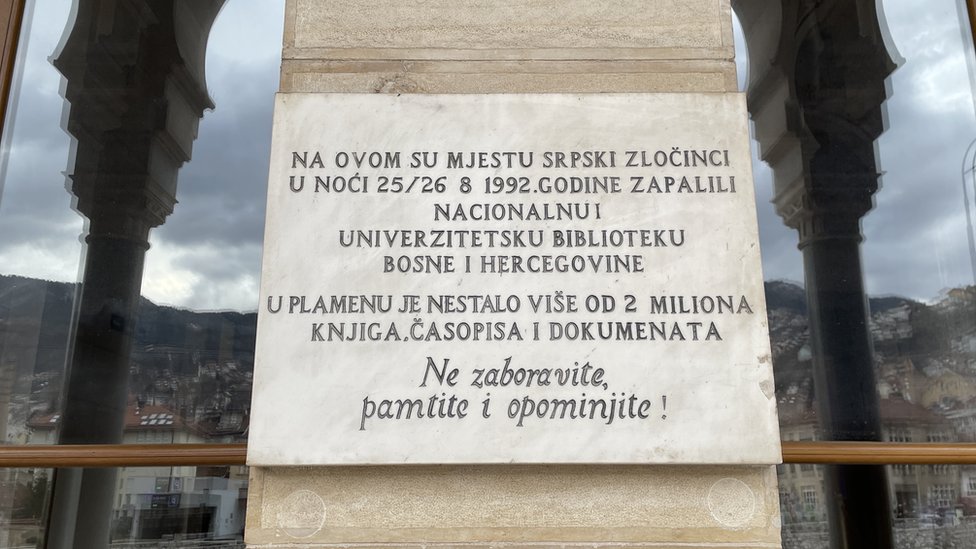 NA OVOM SU MJESTU SRPSKI ZLOČINCI
U NOĆI 25/26 8 1992.GODINE ZAPALILI
NACIONALNU I
UNIVERZITETSKU BIBLIOTEKU
BOSNE I HERCEGOVINE
U PLAMENU JE NESTALO VIŠE OD 2 MILIONA
KNJIGA, ČASOPISA I DOKUMENATA
Ne zaboravite,
pamtite i opominjite !